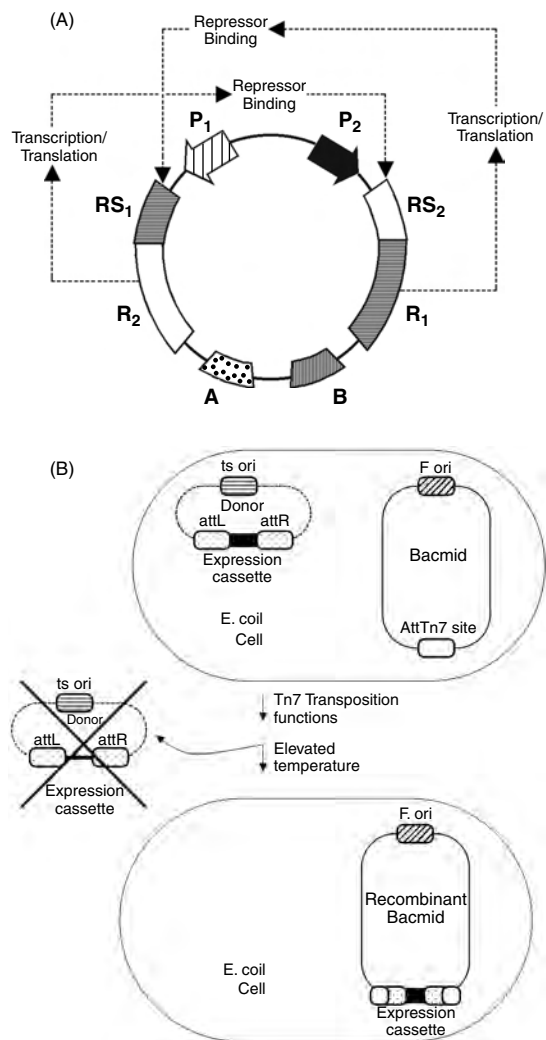 (A)
Repressor
Binding
Repressor
Binding
P1
P2
Transcription/
Translation
Transcription/
Translation
RS1
RS2
R2
R1
A
B
(B)
ts ori
Donor
attL
attR
Expression
cassette
F ori
Bacmid
AttTn7 site
E. coil
Cell
Tn7 Transposition
functions
Elevated
temperature
ts ori
Donor
attL
attR
Expression
cassette
F. ori
Recombinant
Bacmid
E. coil
Cell
Expression
cassette